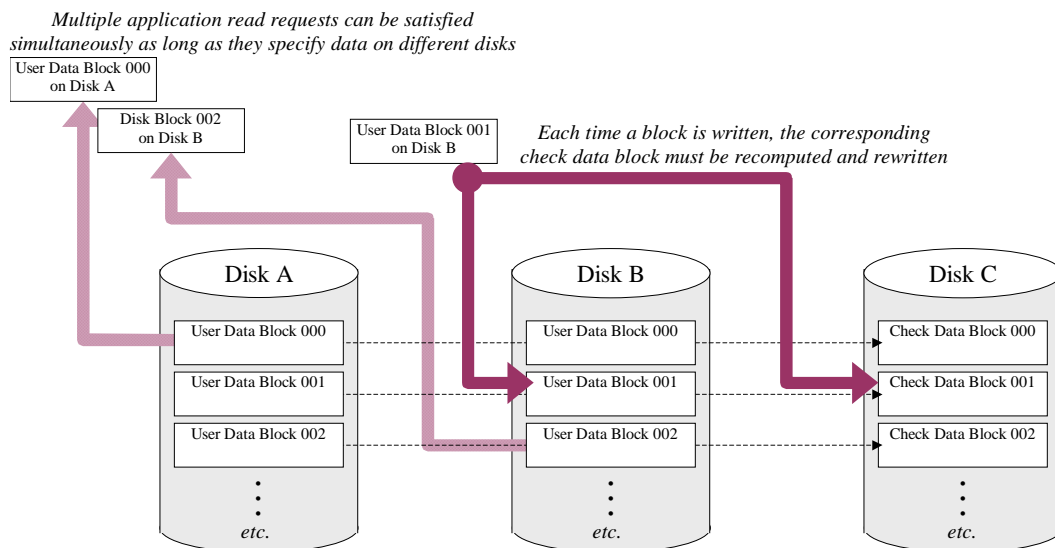 Multiple application read requests can be satisfied
simultaneously as long as they specify data on different disks
User Data Block 000
on Disk A
Disk Block 002
on Disk B
User Data Block 001
on Disk B
Each time a block is written, the corresponding
check data block must be recomputed and rewritten
Disk A
Disk B
Disk C
User Data Block 000
User Data Block 000
Check Data Block 000
User Data Block 001
User Data Block 001
Check Data Block 001
User Data Block 002
User Data Block 002
Check Data Block 002
etc.
etc.
etc.